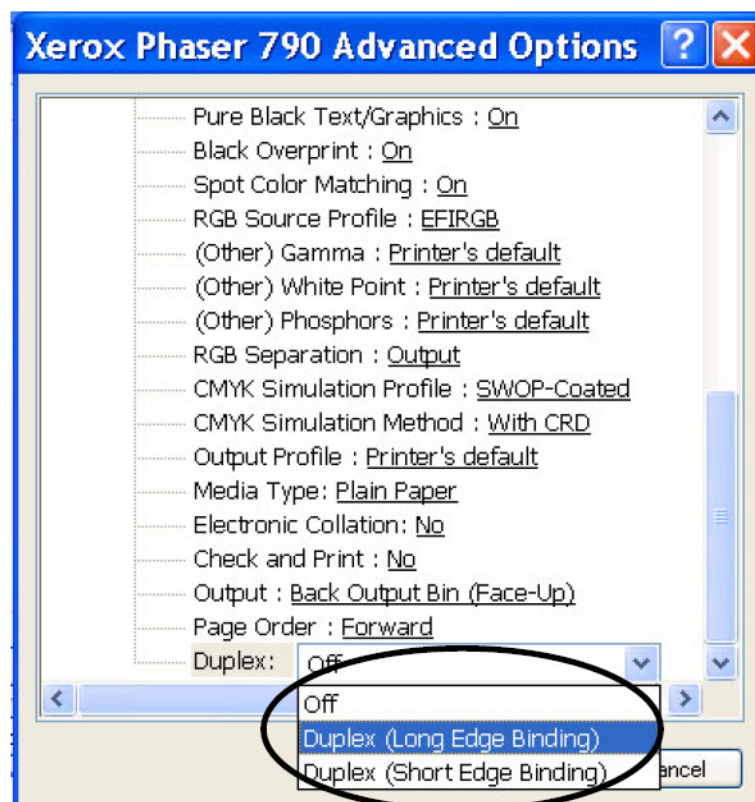 Xerox Phaser 790 Advanced Options
Pure Black Text/Graphics : On
Black Overprint : On
Spot Color Matching : On
RGB Source Profile : EFIRGB
(Other) Gamma : Printer's default
(Other) White Point : Printer's default
(Other) Phosphors : Printer's default
RGB Separation : Output
CMYK Simulation Profile : SWOP-Coated
CMYK Simulation Method : With CRD
Output Profile : Printer's default
Media Type: Plain Paper
Electronic Collation: No
Check and Print : No
Output : Back Output Bin (Face-Up)
Page Order : Forward
Duplex: Off
Off
Duplex (Long Edge Binding)
Duplex (Short Edge Binding)